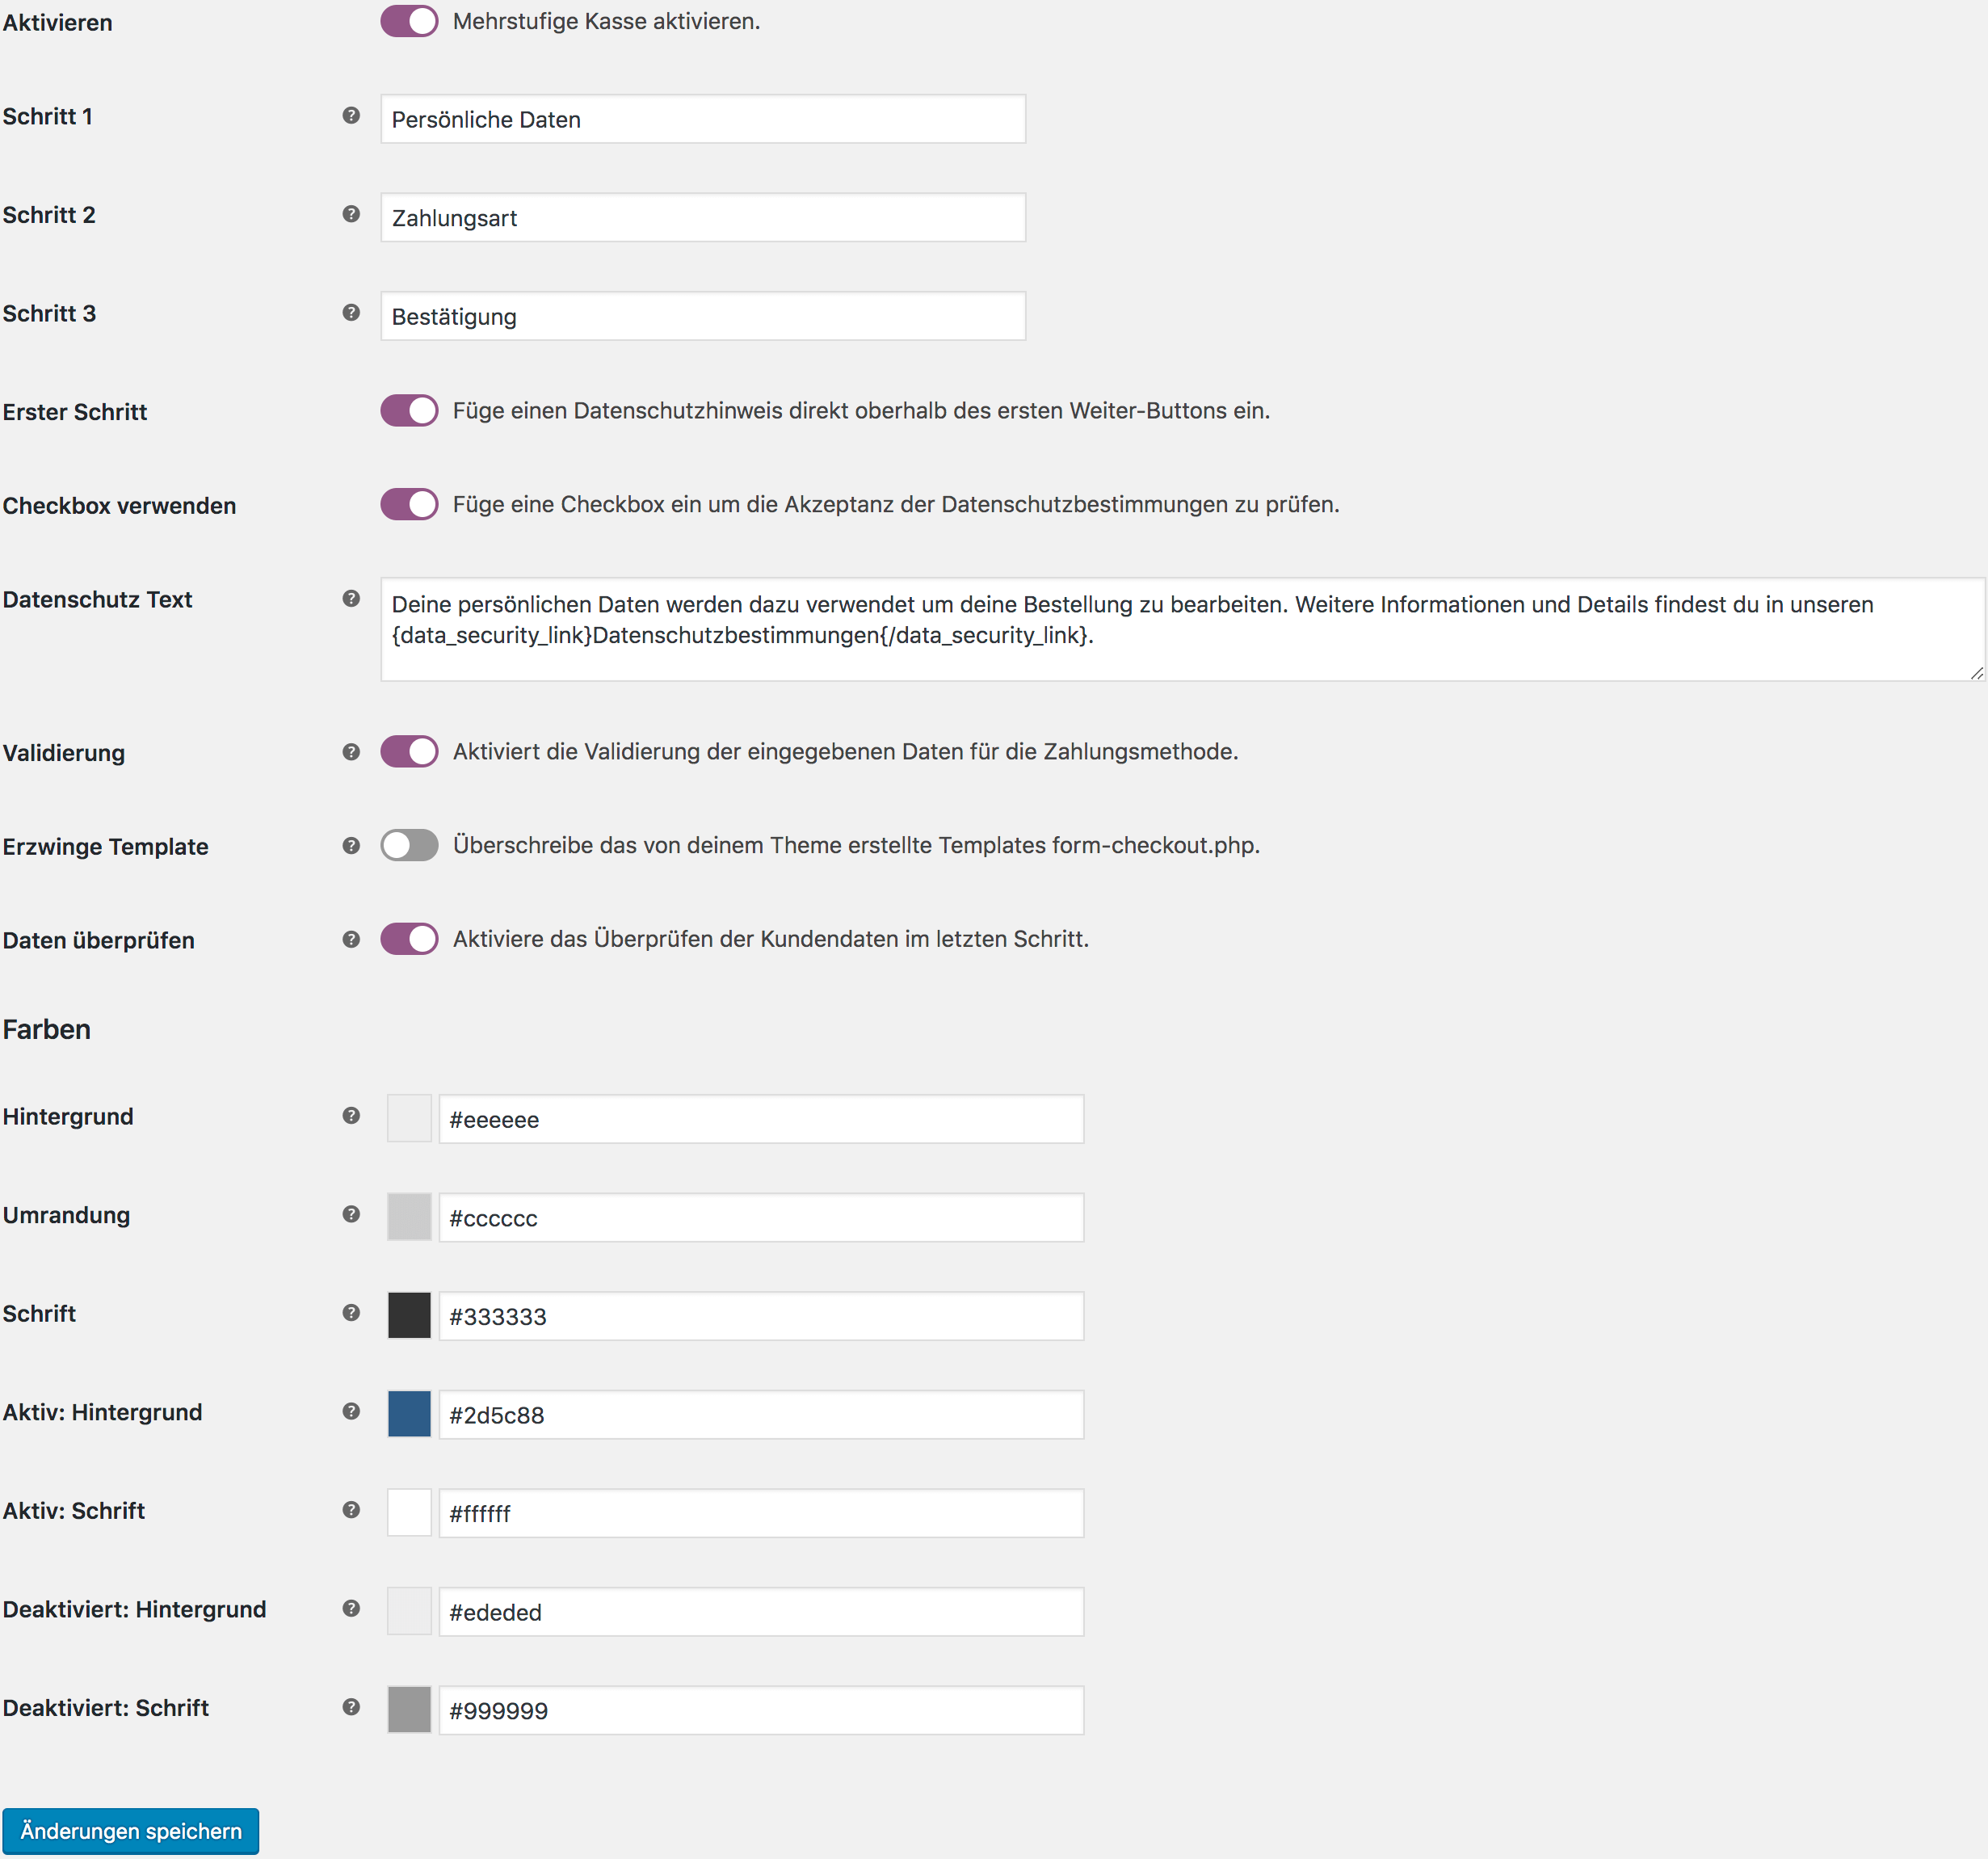 Aktivieren
Mehrstufige Kasse aktivieren.
Schritt 1
Persönliche Daten
Schritt 2
Zahlungsart
Schritt 3
Bestätigung
Erster Schritt
Füge einen Datenschutzhinweis direkt oberhalb des ersten Weiter-Buttons ein.
Checkbox verwenden
Füge eine Checkbox ein um die Akzeptanz der Datenschutzbestimmungen zu prüfen.
Datenschutz Text
Deine persönlichen Daten werden dazu verwendet um deine Bestellung zu bearbeiten. Weitere Informationen und Details findest du in unseren
{data_security_link}Datenschutzbestimmungen{/data_security_link}.
Validierung
Aktiviert die Validierung der eingegebenen Daten für die Zahlungsmethode.
Erzwinge Template
Überschreibe das von deinem Theme erstellte Templates form-checkout.php.
Daten überprüfen
Aktiviere das Überprüfen der Kundendaten im letzten Schritt.
Farben
Hintergrund
#eeeeee
Umrandung
#cccccc
Schrift
#333333
Aktiv: Hintergrund
#2d5c88
Aktiv: Schrift
#ffffff
Deaktiviert: Hintergrund
#ededed
Deaktiviert: Schrift
#999999
Änderungen speichern